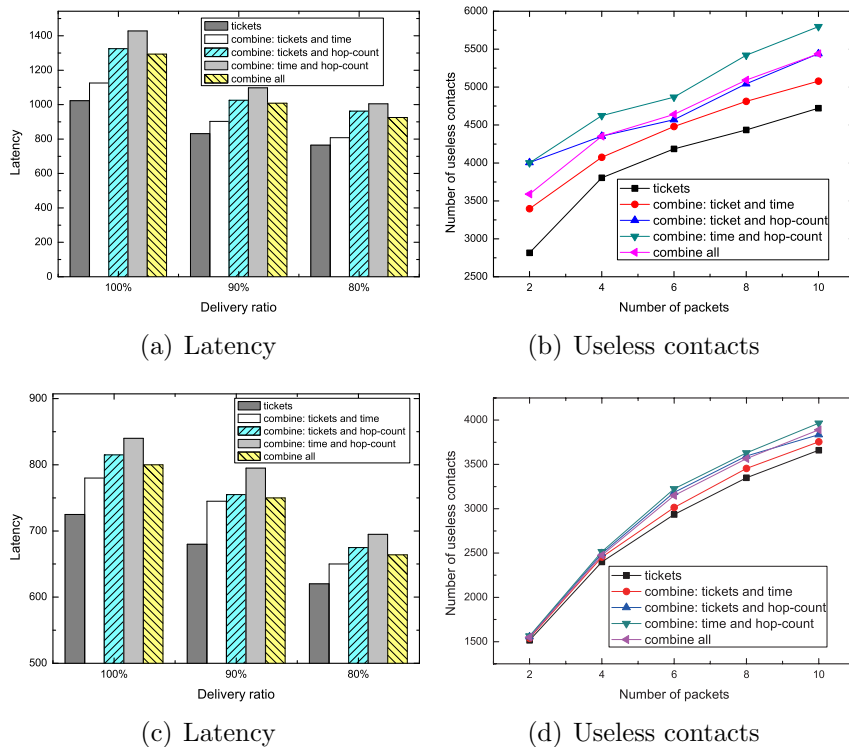 tickets
combine: tickets and time
combine: tickets and hop-count
combine: time and hop-count
combine all
1400
1200
1000
800
600
400
200
0
Latency
100%
90%
80%
Delivery ratio
(a) Latency
6000
5500
5000
4500
4000
3500
3000
2500
Number of useless contacts
tickets
combine: ticket and time
combine: ticket and hop-count
combine: time and hop-count
combine all
2
4
6
8
10
Number of packets
(b) Useless contacts
900
800
700
600
500
Latency
tickets
combine: tickets and time
combine: tickets and hop-count
combine: time and hop-count
combine all
100%
90%
80%
Delivery ratio
(c) Latency
4000
3500
3000
2500
2000
1500
Number of useless contacts
tickets
combine: tickets and time
combine: tickets and hop-count
combine: time and hop-count
combine all
2
4
6
8
10
Number of packets
(d) Useless contacts